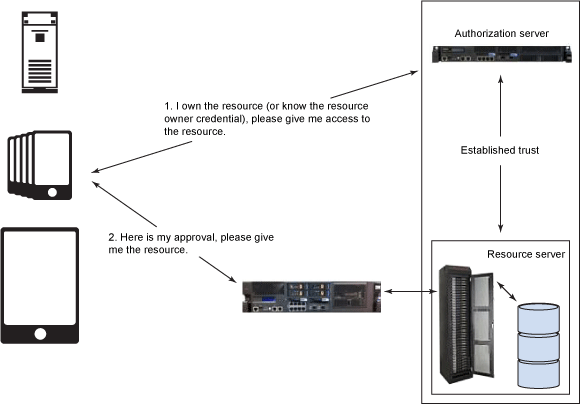 Authorization server
1. I own the resource (or know the resource
owner credential), please give me access to
the resource.
Established trust
2. Here is my approval, please give
me the resource.
Resource server